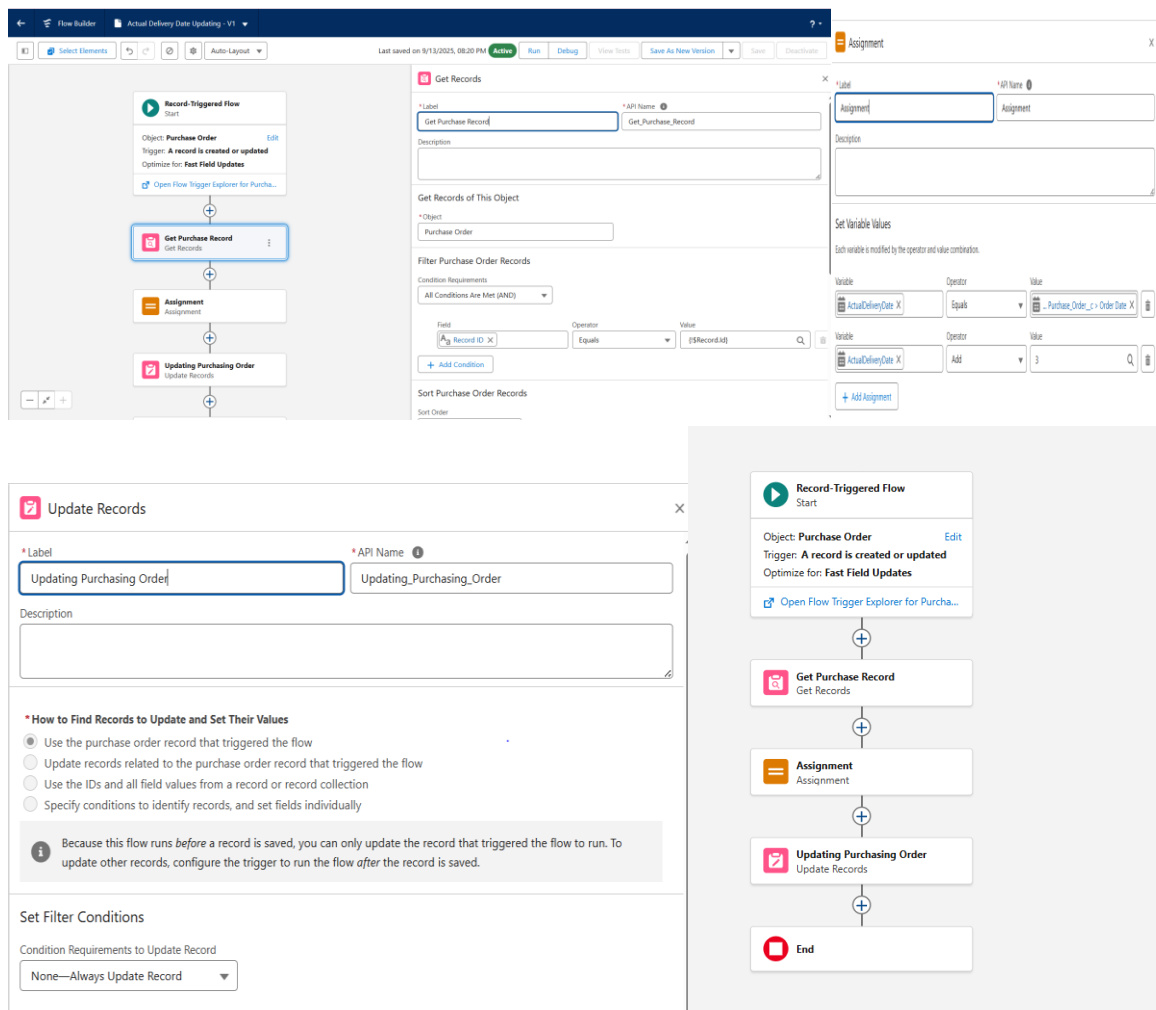 Flow Builder
Actual Delivery Date Updating - V1
?
Select Elements
Auto-Layout
Last saved on 9/13/2025, 08:20 PM
Active
Run
Debug
View Tests
Save As New Version
Save
Deactivate
Record-Triggered Flow
Start
Object: Purchase Order
Edit
Trigger: A record is created or updated
Optimize for: Fast Field Updates
Open Flow Trigger Explorer for Purcha...
Get Purchase Record
Get Records
Assignment
Assignment
Updating Purchasing Order
Update Records
Get Records
X
*Label
*API Name
Get Purchase Record
Get_Purchase_Record
Description
Get Records of This Object
*Object
Purchase Order
Filter Purchase Order Records
Condition Requirements
All Conditions Are Met (AND)
Field
Operator
Value
Aa Record ID X
Equals
{!$Record.Id}
+ Add Condition
Sort Purchase Order Records
Sort Order
Assignment
X
*Label
*API Name
Assignment
Assignment
Description
Set Variable Values
Each variable is modified by the operator and value combination.
Variable
Operator
Value
ActualDeliveryDate X
Equals
... Purchase_Order__c > Order Date X
Variable
Operator
Value
ActualDeliveryDate X
Add
3
+ Add Assignment
Update Records
X
*Label
*API Name
Updating Purchasing Order
Updating_Purchasing_Order
Description
*How to Find Records to Update and Set Their Values
Use the purchase order record that triggered the flow
Update records related to the purchase order record that triggered the flow
Use the IDs and all field values from a record or record collection
Specify conditions to identify records, and set fields individually
Because this flow runs before a record is saved, you can only update the record that triggered the flow to run. To
update other records, configure the trigger to run the flow after the record is saved.
Set Filter Conditions
Condition Requirements to Update Record
None—Always Update Record
Record-Triggered Flow
Start
Object: Purchase Order
Edit
Trigger: A record is created or updated
Optimize for: Fast Field Updates
Open Flow Trigger Explorer for Purcha...
Get Purchase Record
Get Records
Assignment
Assignment
Updating Purchasing Order
Update Records
End